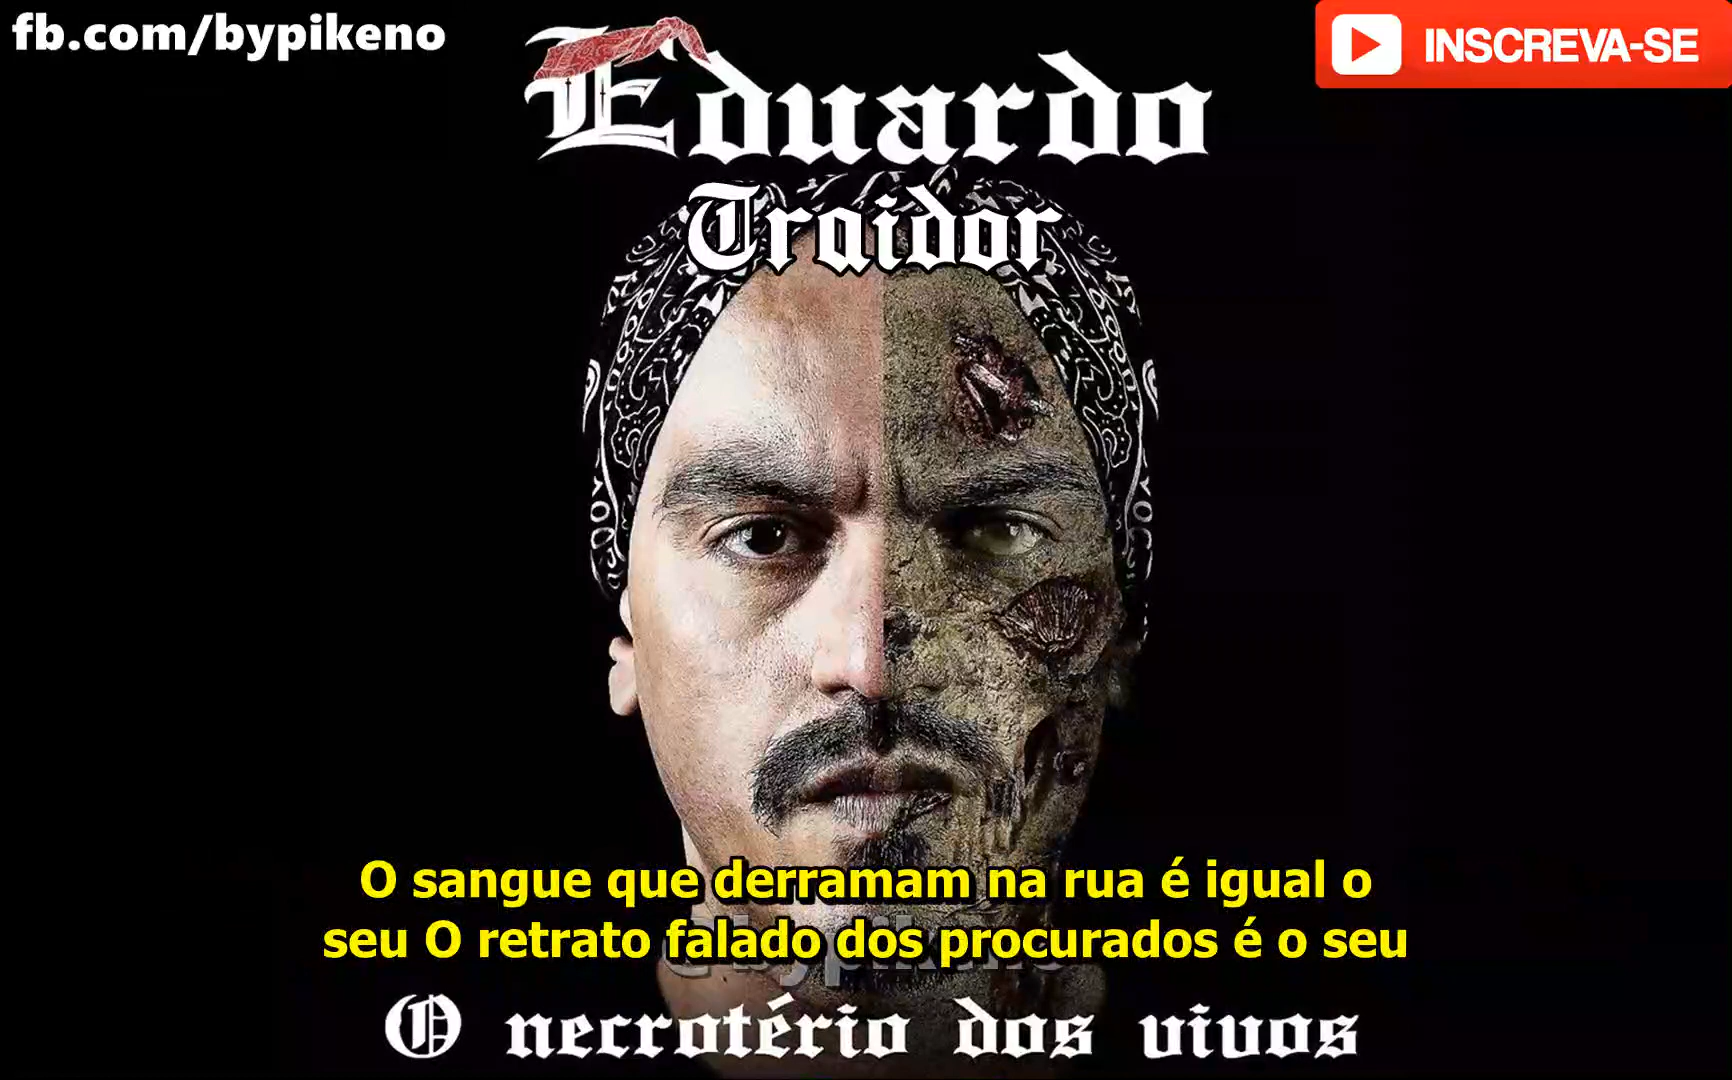 fb.com/bypikeno
INSCREVA-SE
Eduardo
Traidor
O sangue que derramam na rua é igual o
seu O retrato falado dos procurados é o seu
@bypikeno
O necrotério dos vivos